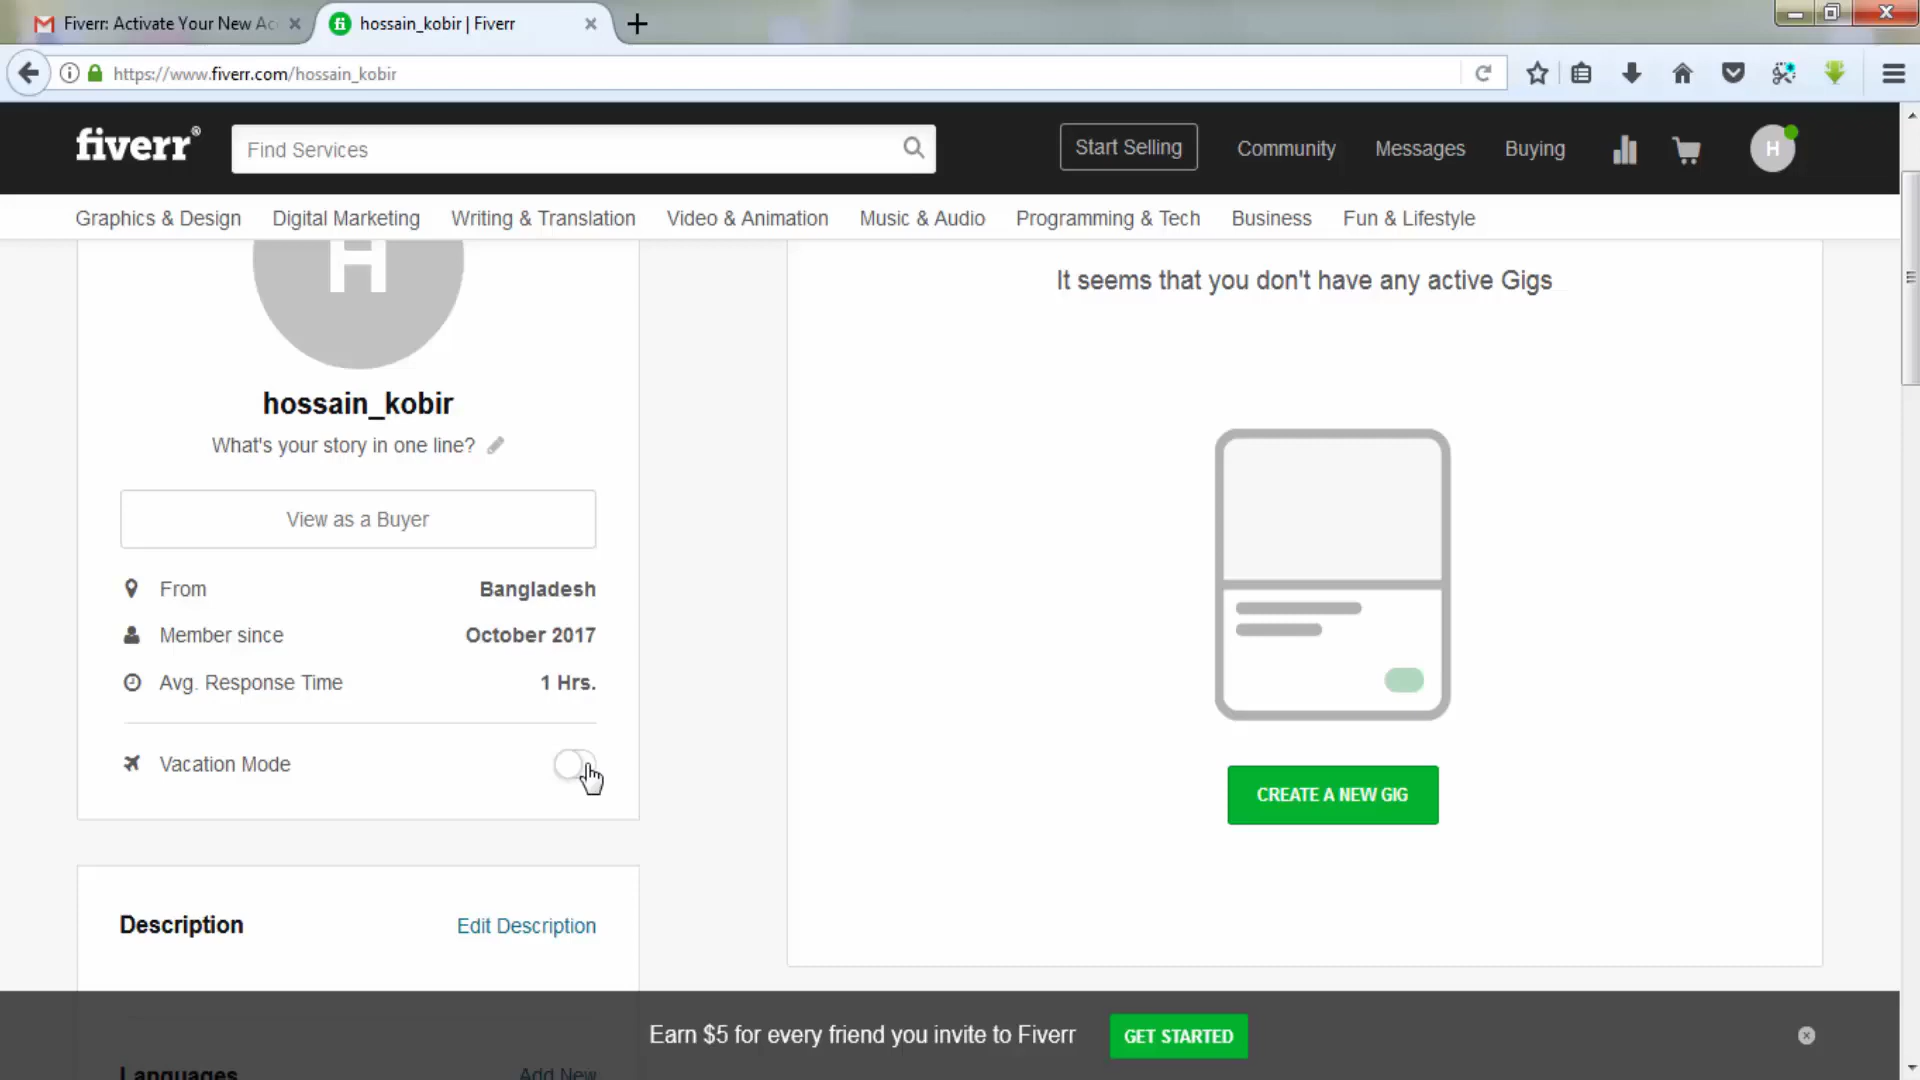 Fiverr: Activate Your New Ac
hossain_kobir | Fiverr
https://www.fiverr.com/hossain_kobir
fiverr®
Find Services
Start Selling
Community
Messages
Buying
H
Graphics & Design
Digital Marketing
Writing & Translation
Video & Animation
Music & Audio
Programming & Tech
Business
Fun & Lifestyle
H
hossain_kobir
What's your story in one line?
View as a Buyer
From Bangladesh
Member since October 2017
Avg. Response Time 1 Hrs.
Vacation Mode
It seems that you don't have any active Gigs
CREATE A NEW GIG
Description
Edit Description
Languages
Add New
Earn $5 for every friend you invite to Fiverr
GET STARTED